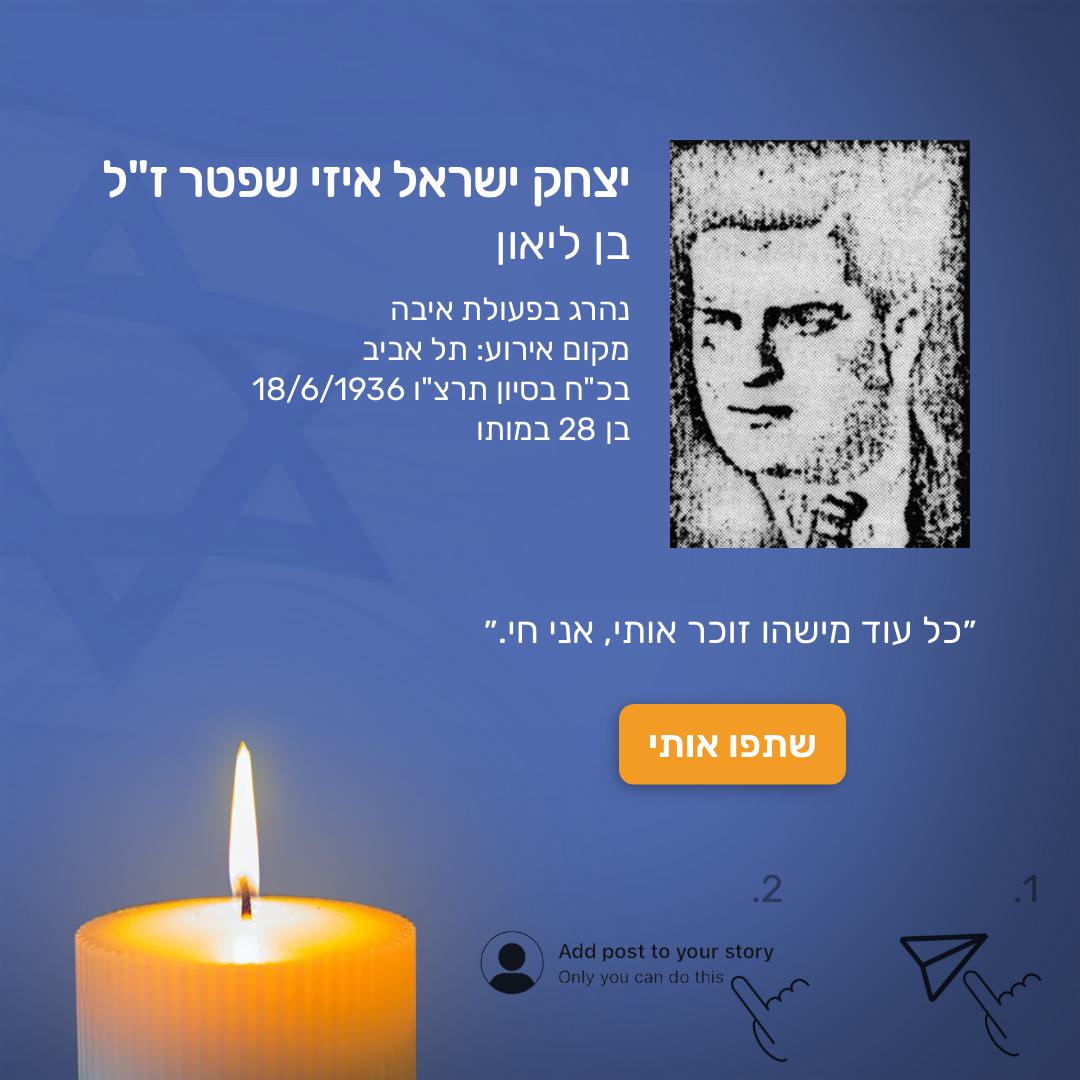 יצחק ישראל איזי שפטר ז"ל
בן ליאון
נהרג בפעולת איבה
מקום אירוע: תל אביב
בכ"ח בסיון תרצ"ו 18/6/1936
בן 28 במותו
״כל עוד מישהו זוכר אותי, אני חי.״
שתפו אותי
1.
2.
Add post to your story
Only you can do this